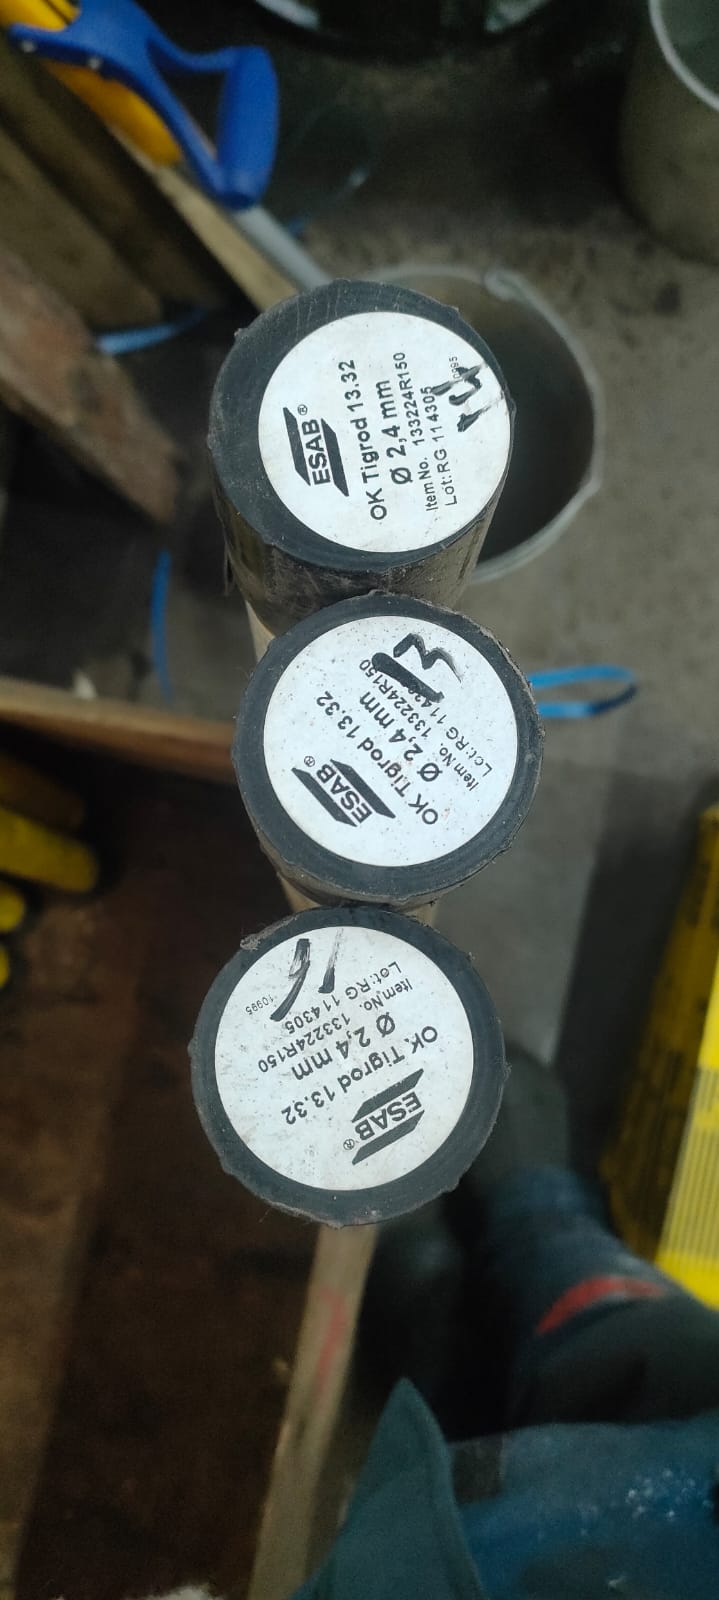 ESAB®
OK Tigrod 13.32
Ø 2,4 mm
Item No. 133224R150
Lot: RG 114305
14
ESAB®
OK Tigrod 13.32
Ø 2,4 mm
Item No. 133224R150
Lot: RG
13
ESAB®
OK Tigrod 13.32
Ø 2,4 mm
Item No. 133224R150
Lot: RG 114305
10995